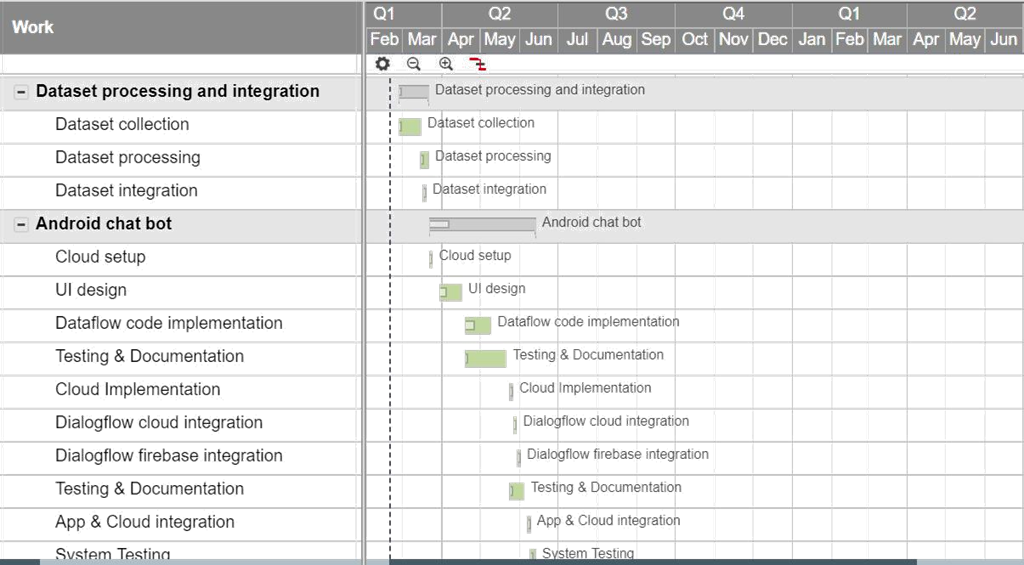 Work
Q1 Q2 Q3 Q4 Q1 Q2
Feb Mar Apr May Jun Jul Aug Sep Oct Nov Dec Jan Feb Mar Apr May Jun
Dataset processing and integration Dataset processing and integration
Dataset collection Dataset collection
Dataset processing Dataset processing
Dataset integration Dataset integration
Android chat bot Android chat bot
Cloud setup Cloud setup
UI design UI design
Dataflow code implementation Dataflow code implementation
Testing & Documentation Testing & Documentation
Cloud Implementation Cloud Implementation
Dialogflow cloud integration Dialogflow cloud integration
Dialogflow firebase integration Dialogflow firebase integration
Testing & Documentation Testing & Documentation
App & Cloud integration App & Cloud integration
System Testing System Testing